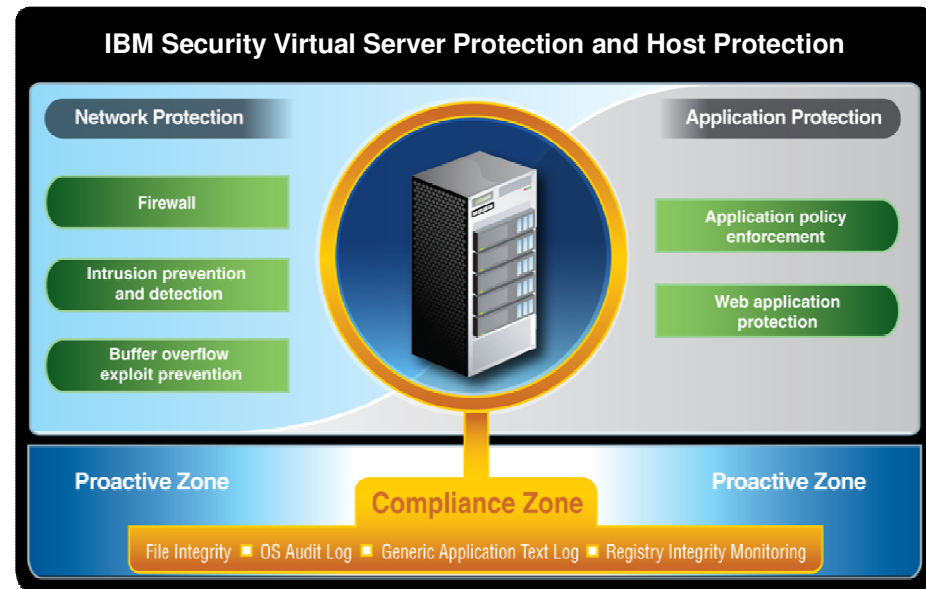 IBM Security Virtual Server Protection and Host Protection
Network Protection
Firewall
Intrusion prevention
and detection
Buffer overflow
exploit prevention
Application Protection
Application policy
enforcement
Web application
protection
Proactive Zone
Proactive Zone
Compliance Zone
File Integrity OS Audit Log Generic Application Text Log Registry Integrity Monitoring